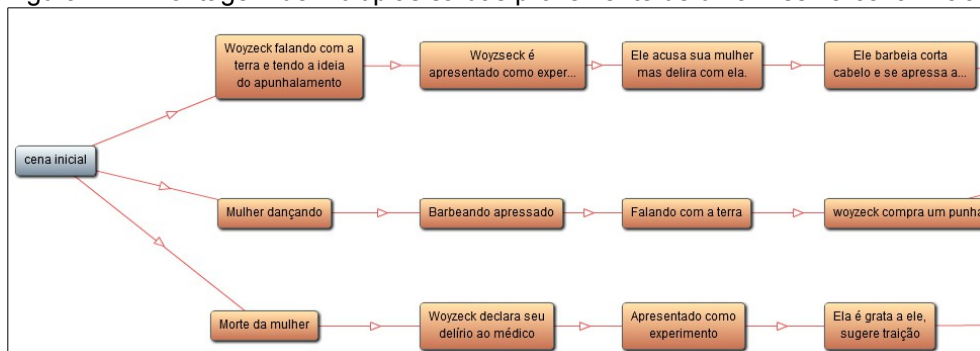 Woyzeck falando com a
terra e tendo a ideia
do apunhalamento
Woyzseck é
apresentado como exper...
Ele acusa sua mulher
mas delira com ela.
Ele barbeia corta
cabelo e se apressa a...
cena inicial
Mulher dançando
Barbeando apressado
Falando com a terra
woyzeck compra um punha
Morte da mulher
Woyzeck declara seu
delírio ao médico
Apresentado como
experimento
Ela é grata a ele,
sugere traição